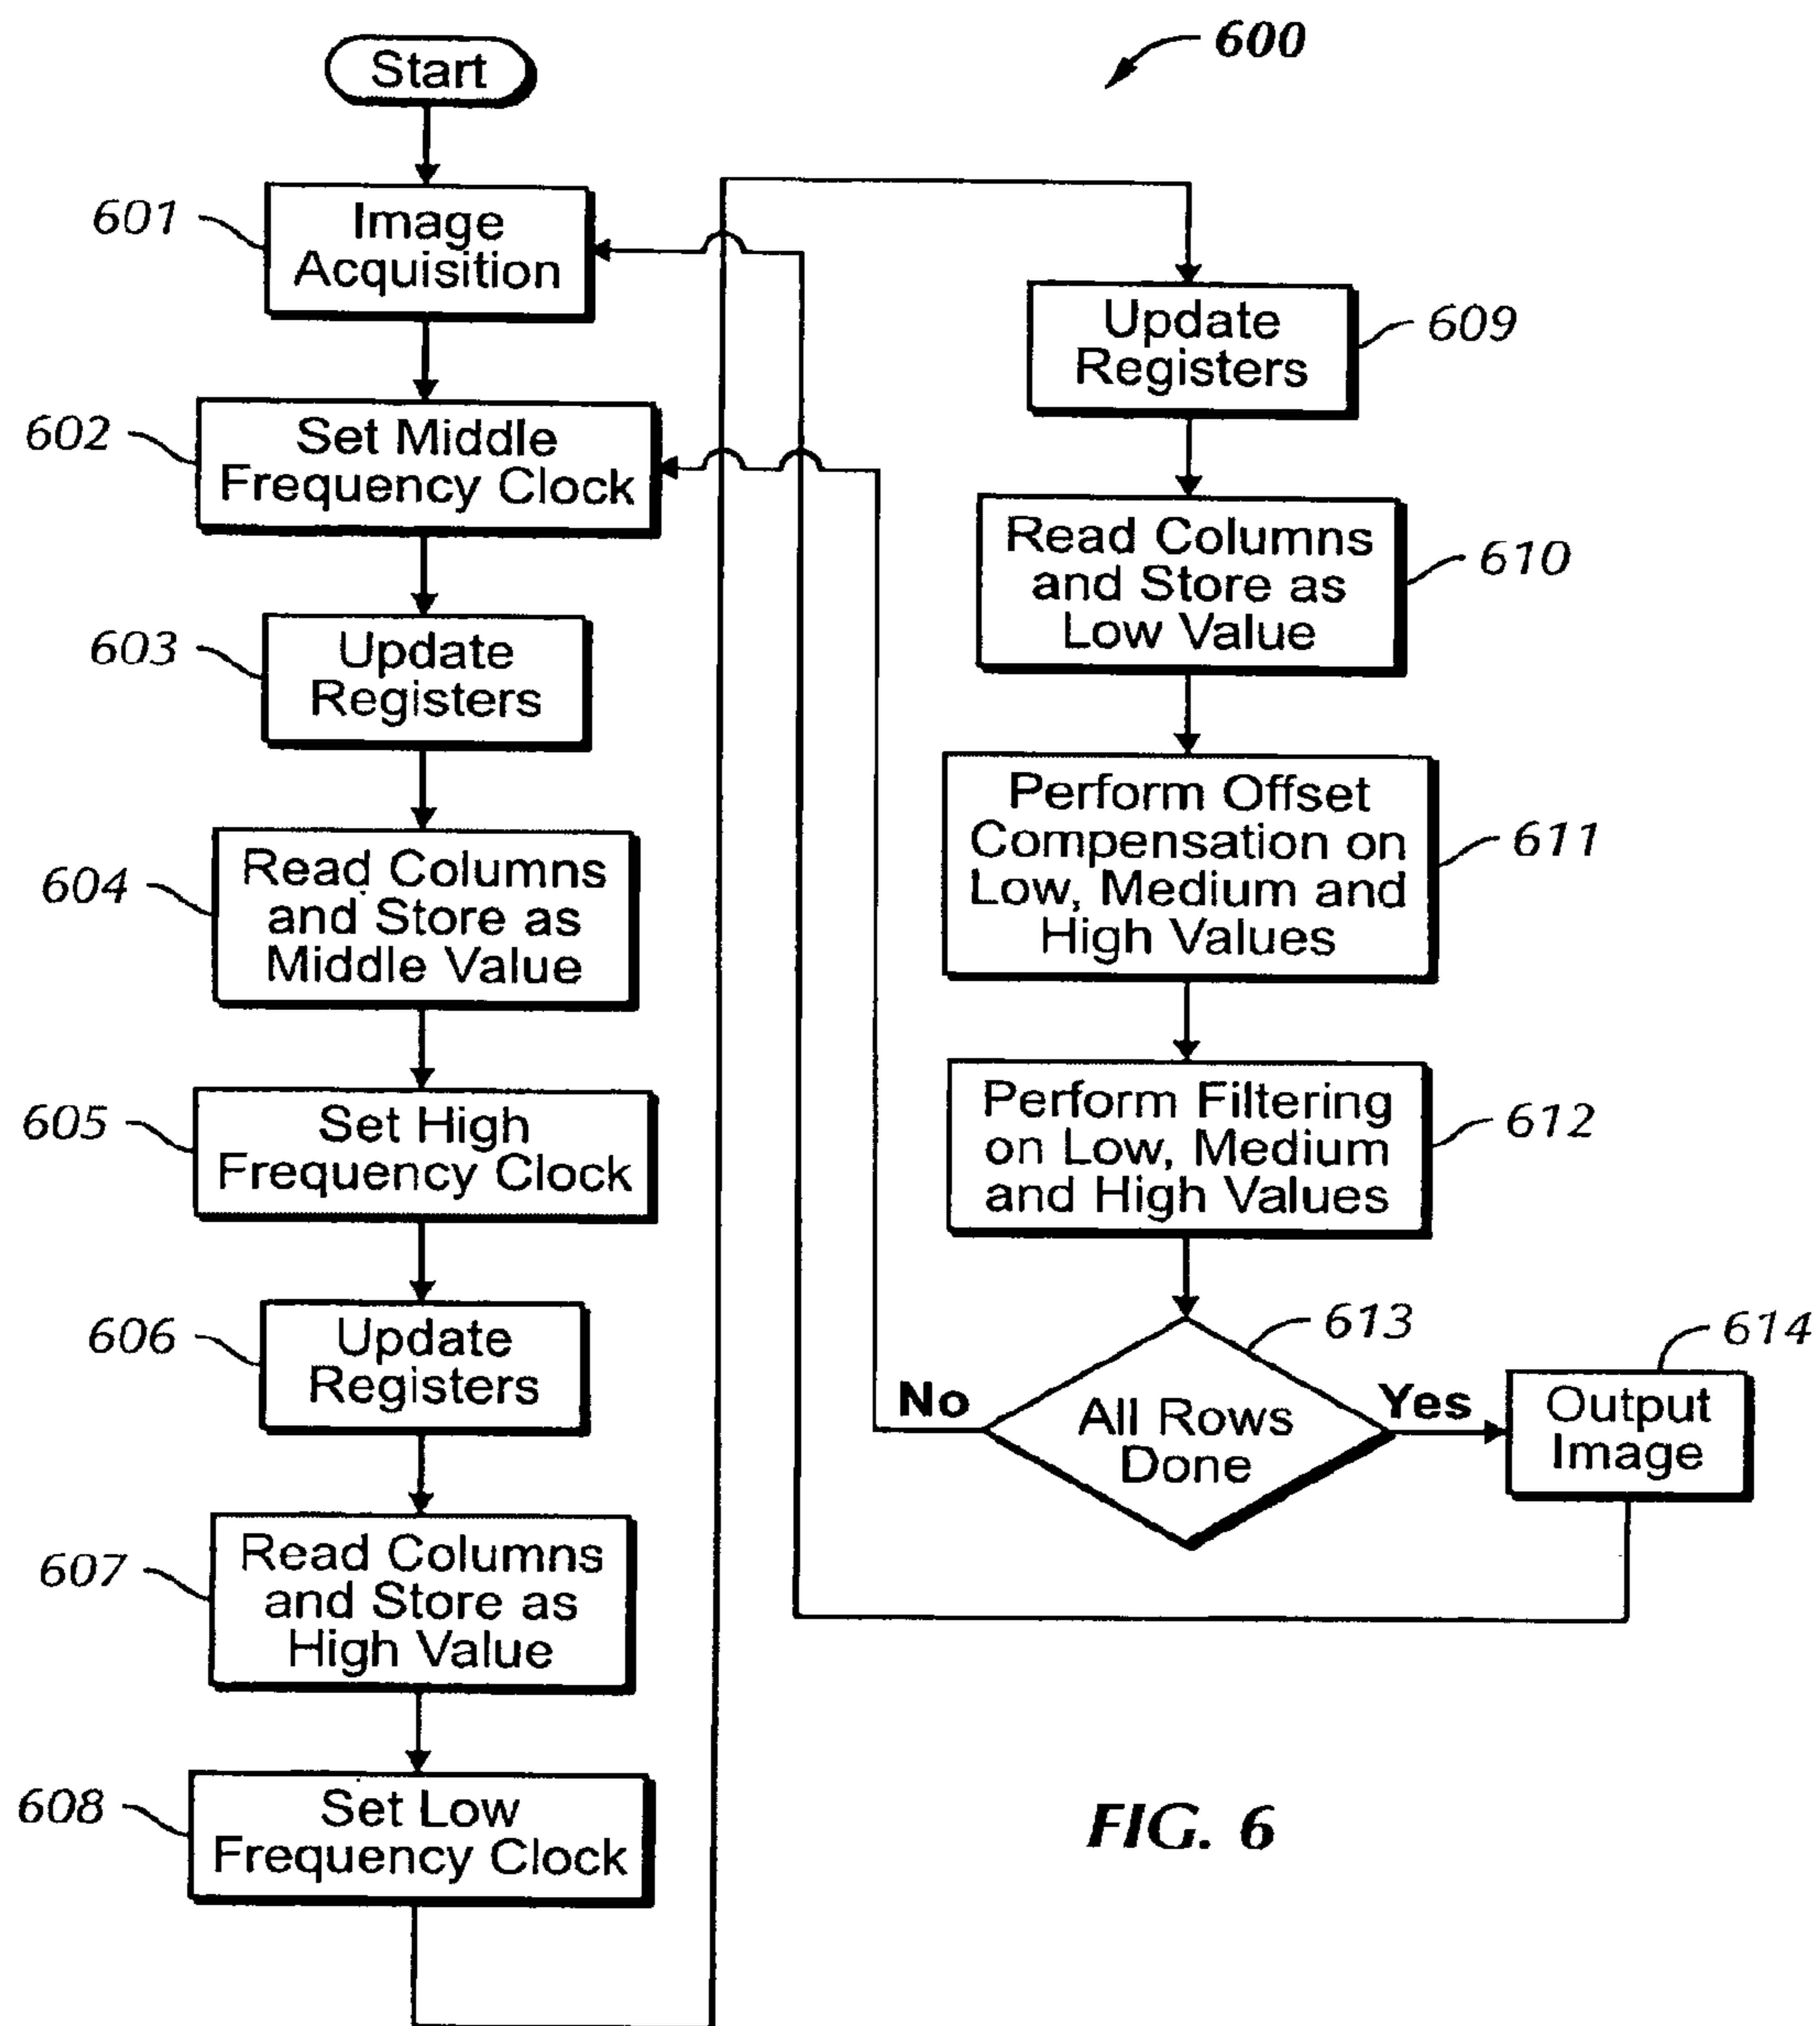 600
Start
601
Image
Acquisition
602
Set Middle
Frequency Clock
603
Update
Registers
604
Read Columns
and Store as
Middle Value
605
Set High
Frequency Clock
606
Update
Registers
607
Read Columns
and Store as
High Value
608
Set Low
Frequency Clock
Update
Registers
609
Read Columns
and Store as
Low Value
610
Perform Offset
Compensation on
Low, Medium and
High Values
611
Perform Filtering
on Low, Medium
and High Values
612
613
All Rows
Done
No
Yes
614
Output
Image
FIG. 6